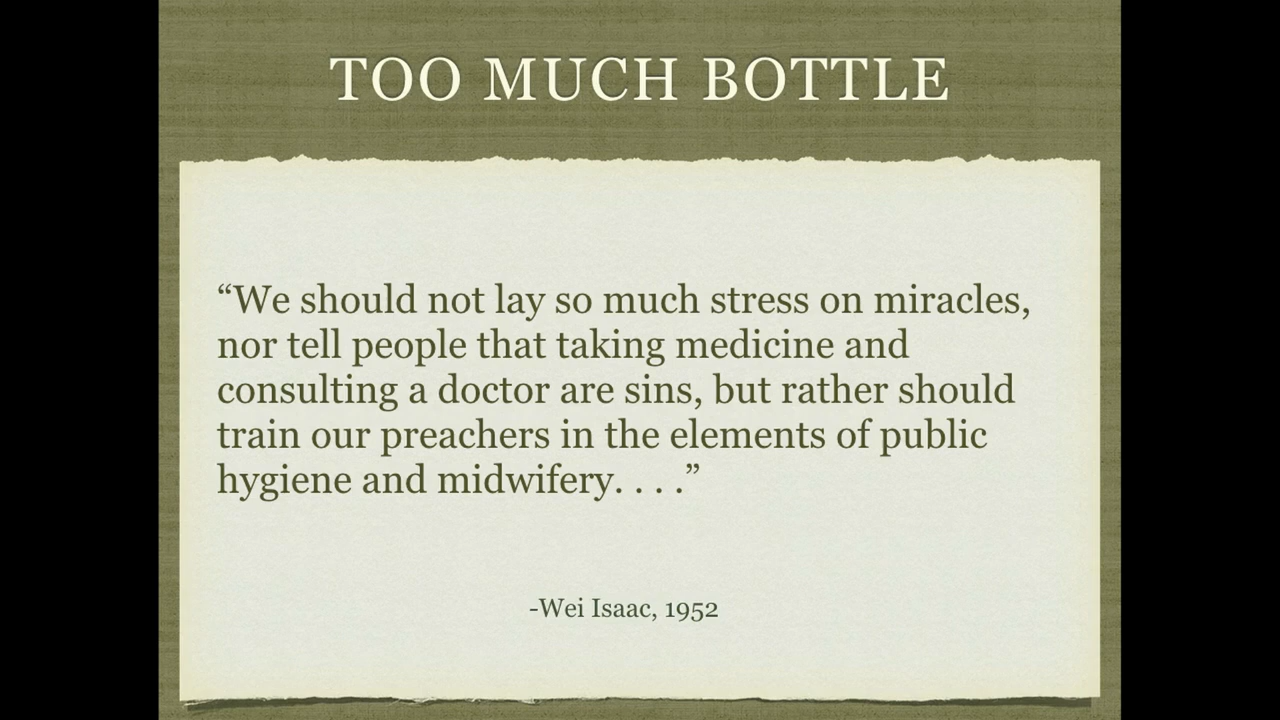 TOO MUCH BOTTLE
“We should not lay so much stress on miracles,
nor tell people that taking medicine and
consulting a doctor are sins, but rather should
train our preachers in the elements of public
hygiene and midwifery. . . .”
-Wei Isaac, 1952